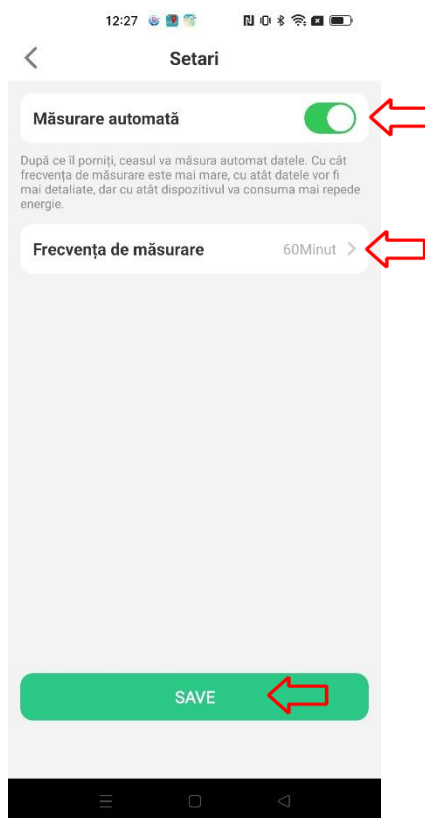 12:27
Setari
Măsurare automată
După ce îl porniți, ceasul va măsura automat datele. Cu cât
frecvența de măsurare este mai mare, cu atât datele vor fi
mai detaliate, dar cu atât dispozitivul va consuma mai repede
energie.
Frecvența de măsurare 60Minut
SAVE